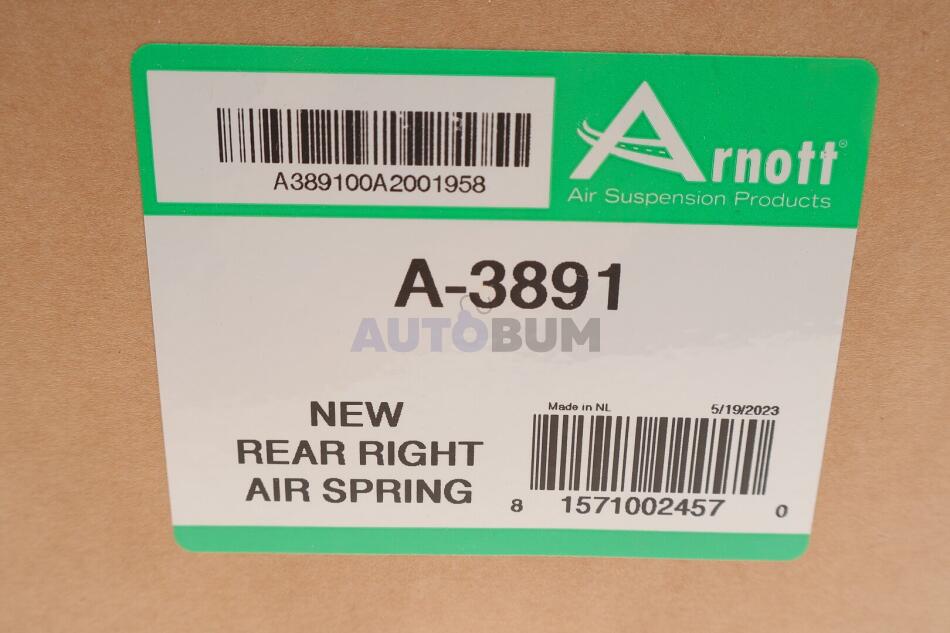 A389100A2001958
Arnott®
Air Suspension Products
A-3891
AUTOBUM
NEW
REAR RIGHT
AIR SPRING
Made in NL 5/19/2023
8 1571002457 0